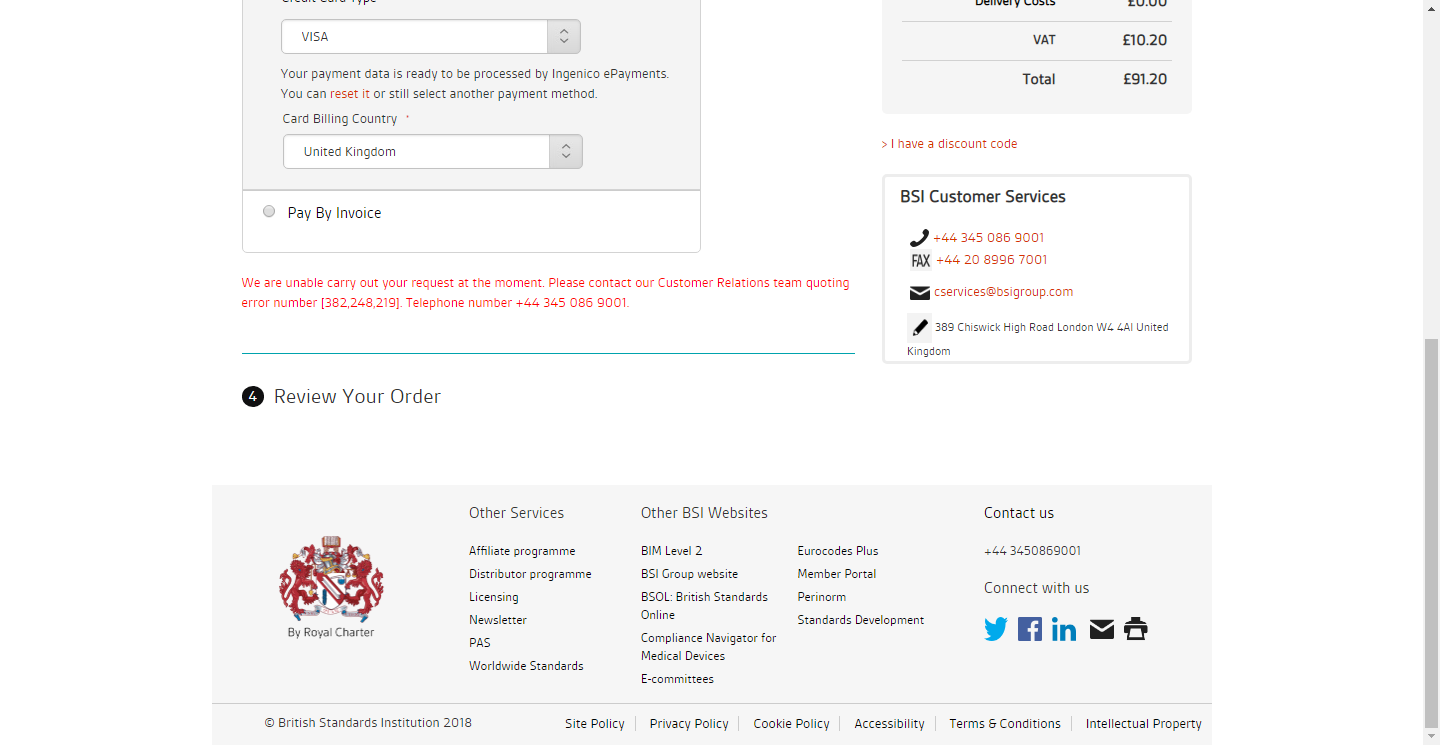 Credit Card Type
VISA
Your payment data is ready to be processed by Ingenico ePayments.
You can reset it or still select another payment method.
Card Billing Country *
United Kingdom
Pay By Invoice
We are unable carry out your request at the moment. Please contact our Customer Relations team quoting
error number [382,248,219]. Telephone number +44 345 086 9001.
4 Review Your Order
Delivery Costs £0.00
VAT £10.20
Total £91.20
> I have a discount code
BSI Customer Services
+44 345 086 9001
FAX +44 20 8996 7001
cservices@bsigroup.com
389 Chiswick High Road London W4 4Al United
Kingdom
By Royal Charter
Other Services
Affiliate programme
Distributor programme
Licensing
Newsletter
PAS
Worldwide Standards
Other BSI Websites
BIM Level 2
BSI Group website
BSOL: British Standards
Online
Compliance Navigator for
Medical Devices
E-committees
Eurocodes Plus
Member Portal
Perinorm
Standards Development
Contact us
+44 3450869001
Connect with us
© British Standards Institution 2018
Site Policy
Privacy Policy
Cookie Policy
Accessibility
Terms & Conditions
Intellectual Property